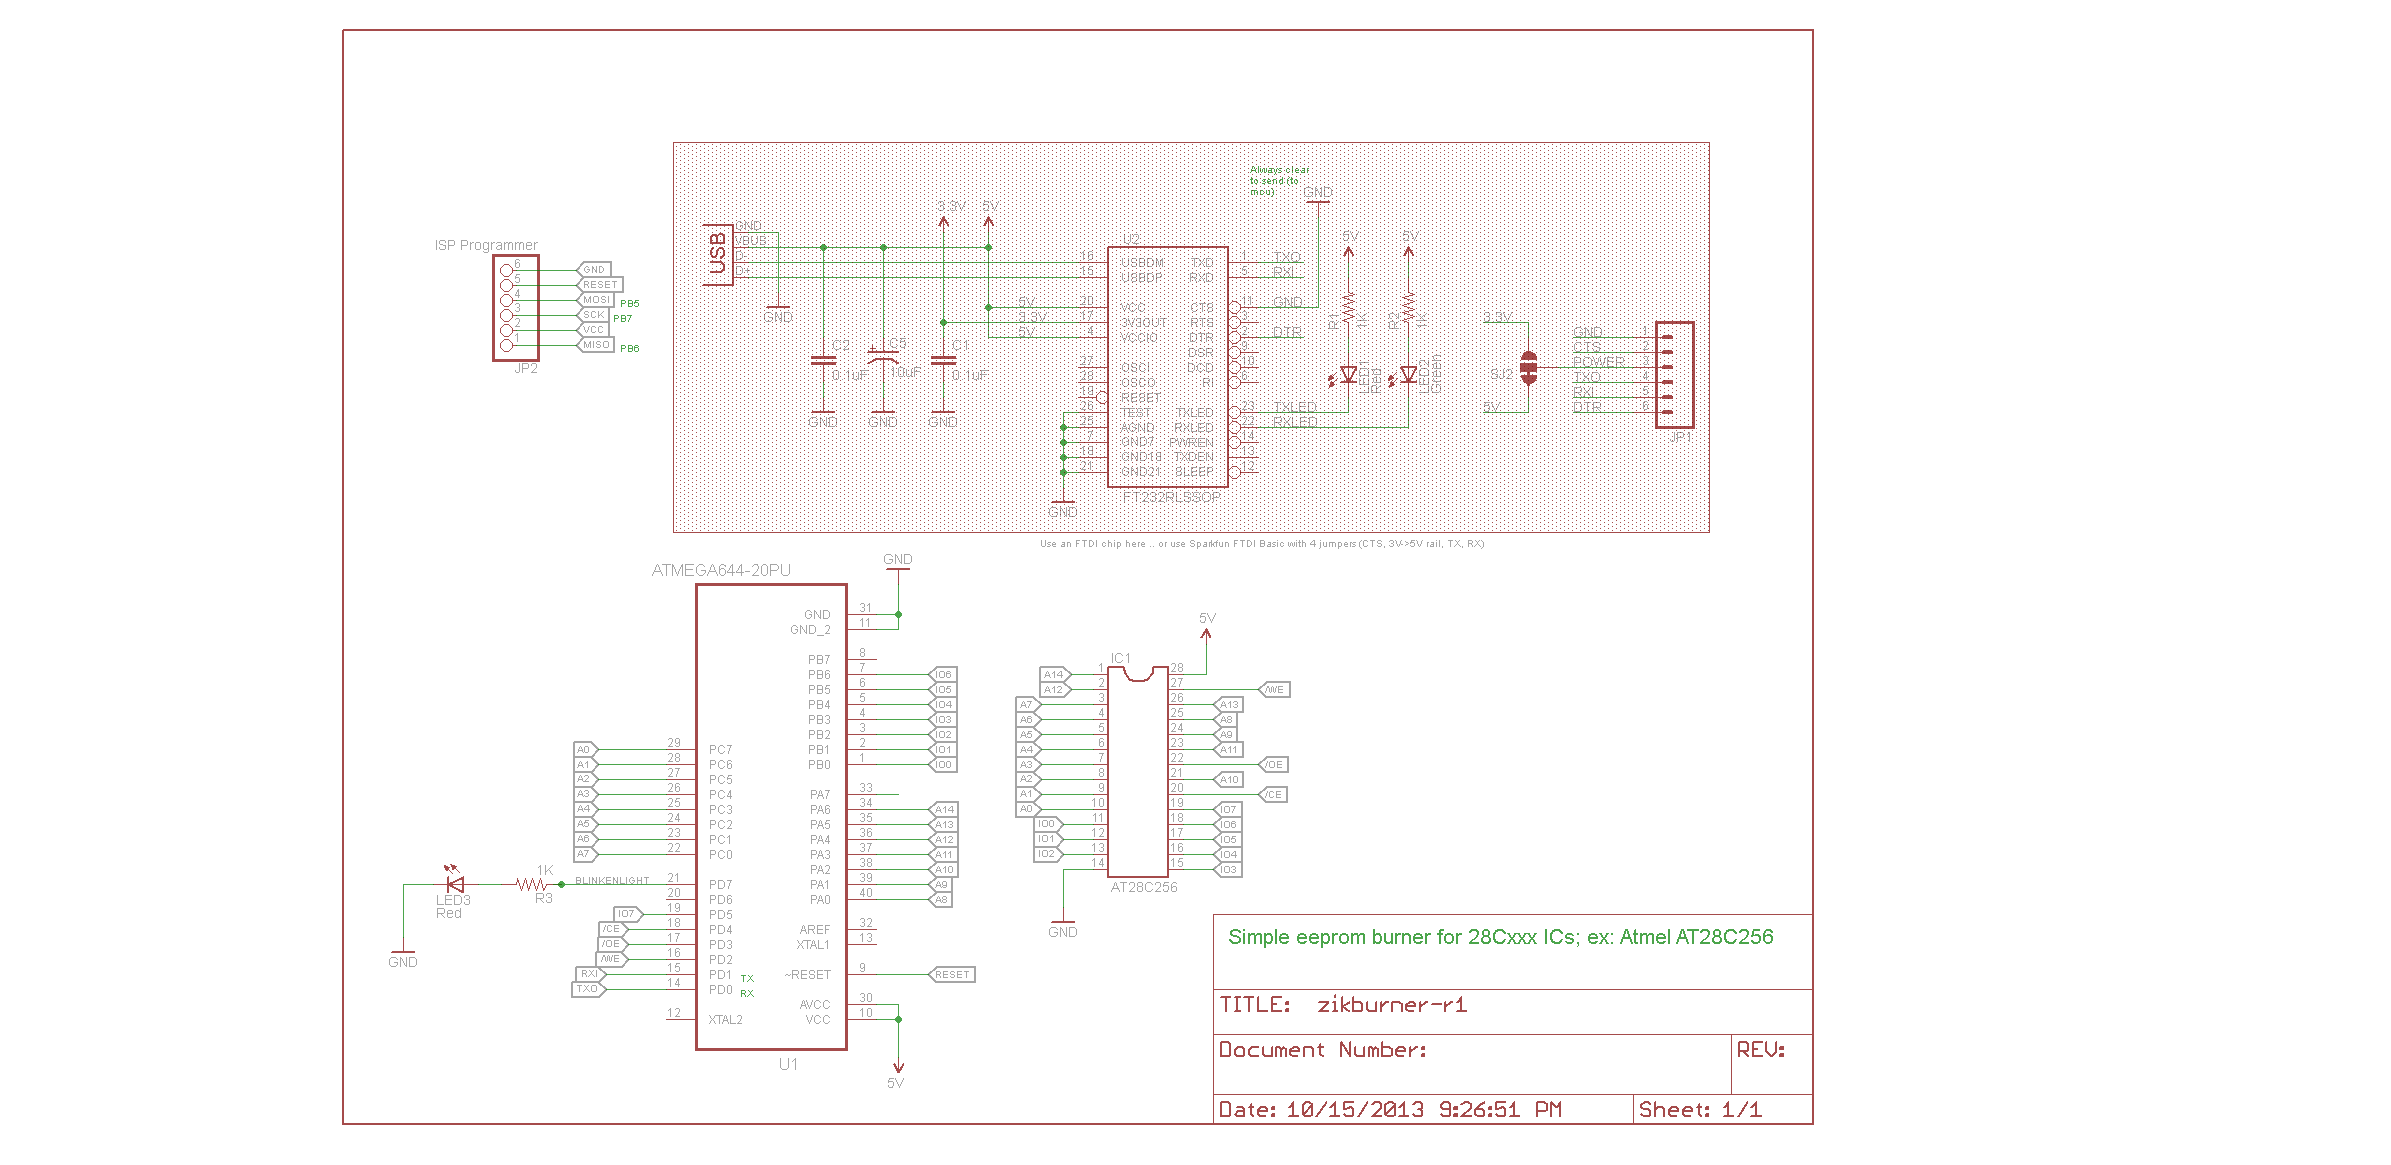 Always clear
to send (to
mcu)
GND
3.3V
5V
5V
5V
USB
GND
VBUS
D-
D+
GND
C2
0.1uF
GND
C5
+
10uF
GND
C1
0.1uF
GND
5V
3.3V
5V
U2
16 USBDM TXD 1 TXO
15 USBDP RXD 5 RXI
20 VCC CTS 11 GND
17 3V3OUT RTS 3
4 VCCIO DTR 2 DTR
DSR 9
27 OSCI DCD 10
28 OSCO RI 6
19 RESET
26 TEST TXLED 23 TXLED
25 AGND RXLED 22 RXLED
7 GND7 PWREN 14
18 GND18 TXDEN 13
21 GND21 SLEEP 12
FT232RLSSOP
GND
R1
1K
R2
1K
LED1
Red
LED2
Green
3.3V
SJ2
5V
GND 1
CTS 2
POWER 3
TXO 4
RXI 5
DTR 6
JP1
Use an FTDI chip here .. or use Sparkfun FTDI Basic with 4 jumpers (CTS, 3V->5V rail, TX, RX)
ISP Programmer
6 GND
5 RESET
4 MOSI PB5
3 SCK PB7
2 VCC
1 MISO PB6
JP2
ATMEGA644-20PU
GND
GND 31
GND_2 11
PB7 8
PB6 7 IO6
PB5 6 IO5
PB4 5 IO4
PB3 4 IO3
PB2 3 IO2
A0 29 PC7 PB1 2 IO1
A1 28 PC6 PB0 1 IO0
A2 27 PC5
A3 26 PC4 PA7 33
A4 25 PC3 PA6 34 A14
A5 24 PC2 PA5 35 A13
A6 23 PC1 PA4 36 A12
A7 22 PC0 PA3 37 A11
PA2 38 A10
BLINKENLIGHT 21 PD7 PA1 39 A9
20 PD6 PA0 40 A8
IO7 19 PD5
/CE 18 PD4 AREF 32
/OE 17 PD3 XTAL1 13
/WE 16 PD2
RXI 15 PD1 TX ~RESET 9 RESET
TXO 14 PD0 RX
AVCC 30
12 XTAL2 VCC 10
U1
5V
1K
R3
LED3
Red
GND
5V
IC1
A14 1 28
A12 2 27 /WE
A7 3 26 A13
A6 4 25 A8
A5 5 24 A9
A4 6 23 A11
A3 7 22 /OE
A2 8 21 A10
A1 9 20 /CE
A0 10 19 IO7
IO0 11 18 IO6
IO1 12 17 IO5
IO2 13 16 IO4
14 15 IO3
AT28C256
GND
Simple eeprom burner for 28Cxxx ICs; ex: Atmel AT28C256
TITLE: zikburner-r1
Document Number:
REV:
Date: 10/15/2013 9:26:51 PM
Sheet: 1/1